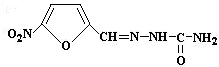 O₂N O CH=N-NH-C-NH₂
O